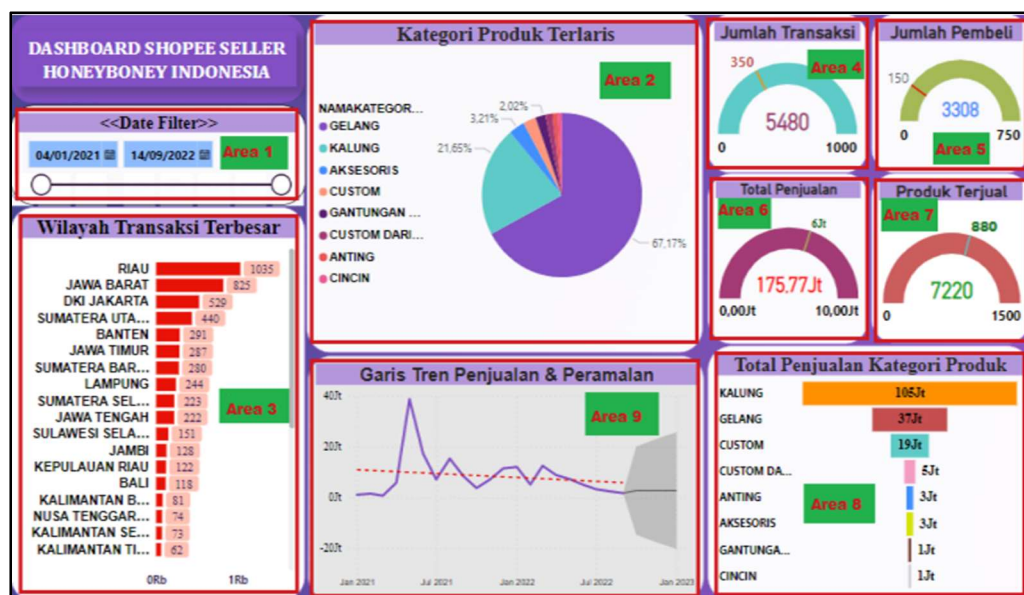 DASHBOARD SHOPEE SELLER
HONEYBONEY INDONESIA
<<Date Filter>>
04/01/2021
14/09/2022
Area 1
Kategori Produk Terlaris
Area 2
NAMAKATEGOR...
GELANG
KALUNG
AKSESORIS
CUSTOM
GANTUNGAN ...
CUSTOM DARI...
ANTING
CINCIN
2,02%
3,21%
21,65%
67,17%
Jumlah Transaksi
350
Area 4
5480
0
1000
Jumlah Pembeli
150
3308
0
750
Area 5
Wilayah Transaksi Terbesar
RIAU 1035
JAWA BARAT 825
DKI JAKARTA 529
SUMATERA UTA... 440
BANTEN 291
JAWA TIMUR 287
SUMATERA BAR... 280
LAMPUNG 244
SUMATERA SEL... 223
JAWA TENGAH 222
SULAWESI SELA... 151
JAMBI 128
KEPULAUAN RIAU 122
BALI 118
KALIMANTAN B... 81
NUSA TENGGAR... 74
KALIMANTAN SE... 73
KALIMANTAN TI... 62
0Rb 1Rb
Area 3
Total Penjualan
Area 6
6Jt
175,77Jt
0,00Jt
10,00Jt
Produk Terjual
Area 7
880
7220
0
1500
Garis Tren Penjualan & Peramalan
Area 9
40Jt
20Jt
0Jt
-20Jt
Jan 2021 Jul 2021 Jan 2022 Jul 2022 Jan 2023
Total Penjualan Kategori Produk
KALUNG 105Jt
GELANG 37Jt
CUSTOM 19Jt
CUSTOM DA... 5Jt
ANTING 3Jt
AKSESORIS 3Jt
GANTUNGA... 1Jt
CINCIN 1Jt
Area 8